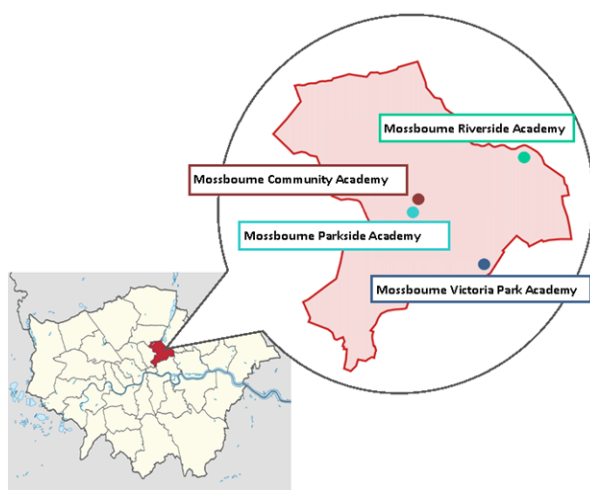 Mossbourne Riverside Academy
Mossbourne Community Academy
Mossbourne Parkside Academy
Mossbourne Victoria Park Academy